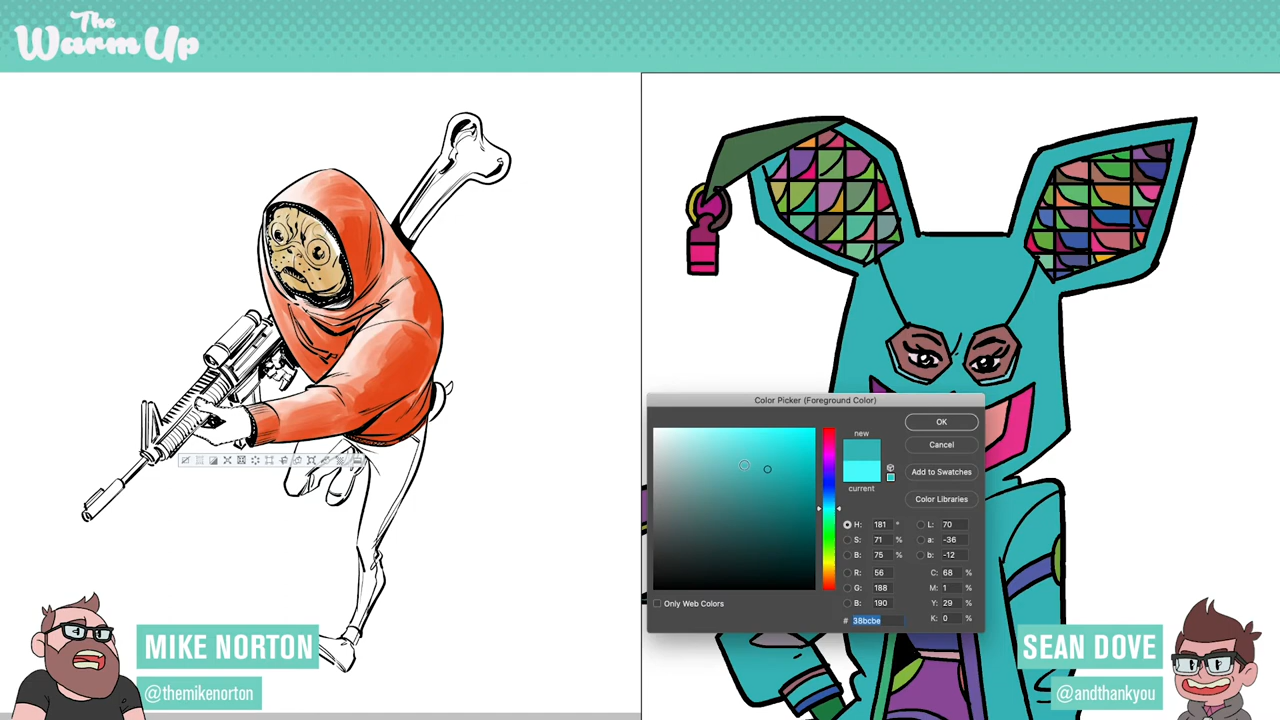 The
Warm Up
Color Picker (Foreground Color)
new
current
OK
Cancel
Add to Swatches
Color Libraries
H: 181 °
S: 71 %
B: 75 %
R: 56
G: 188
B: 190
L: 70
a: -36
b: -12
C: 68 %
M: 1 %
Y: 29 %
K: 0 %
# 38bcbe
Only Web Colors
MIKE NORTON
@themikenorton
SEAN DOVE
@andthankyou